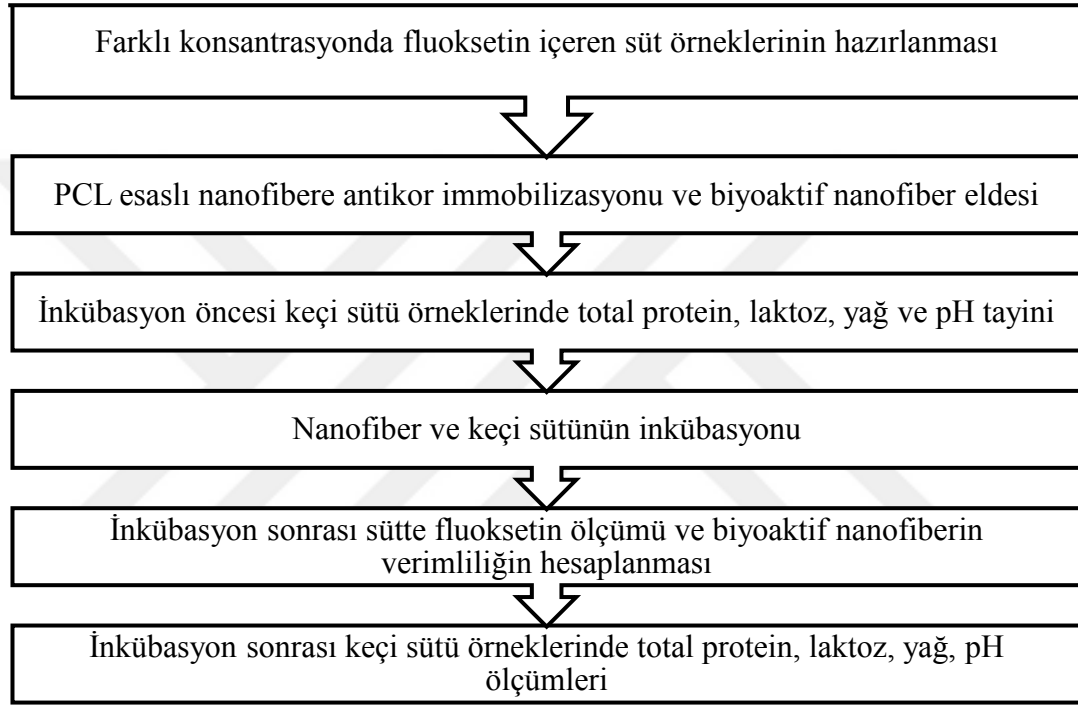 Farklı konsantrasyonda fluoksetin içeren süt örneklerinin hazırlanması
PCL esaslı nanofibere antikor immobilizasyonu ve biyoaktif nanofiber eldesi
İnkübasyon öncesi keçi sütü örneklerinde total protein, laktoz, yağ ve pH tayini
Nanofiber ve keçi sütünün inkübasyonu
İnkübasyon sonrası sütte fluoksetin ölçümü ve biyoaktif nanofiberin
verimliliğin hesaplanması
İnkübasyon sonrası keçi sütü örneklerinde total protein, laktoz, yağ, pH
ölçümleri